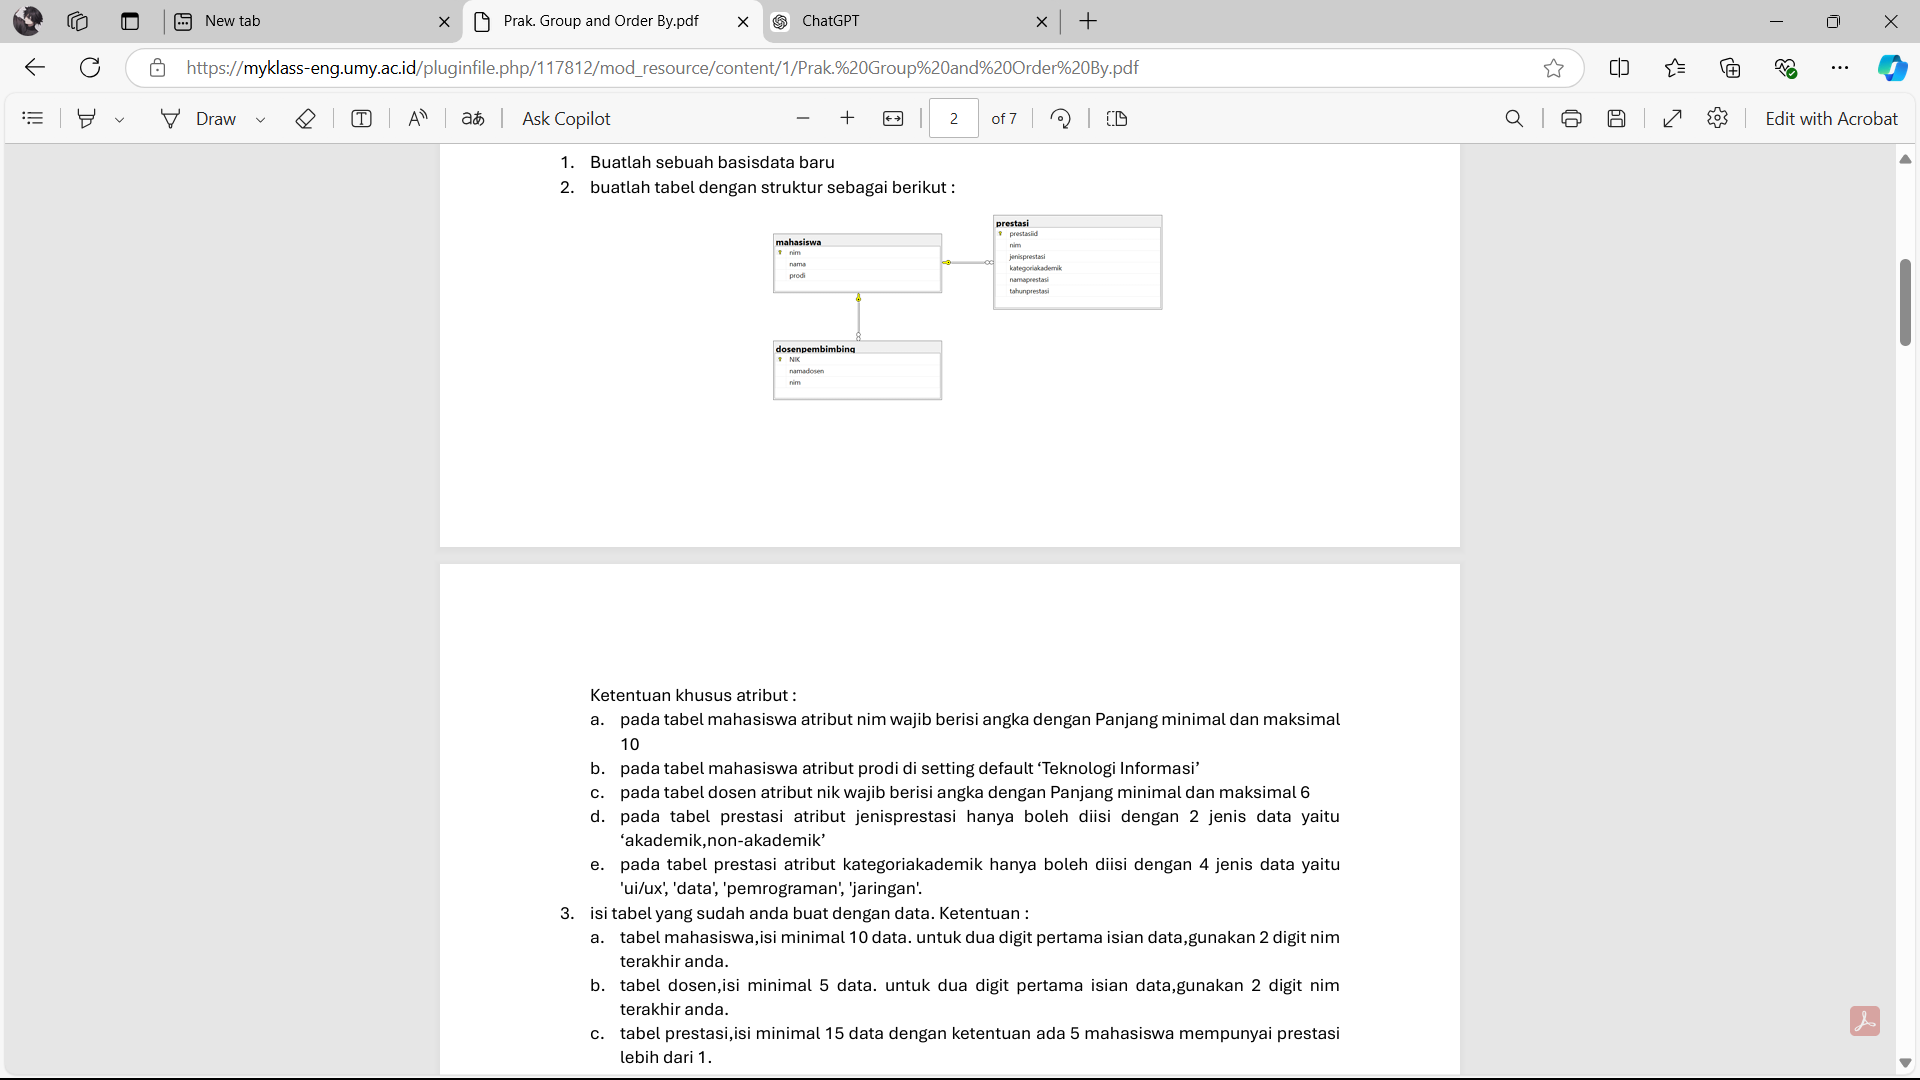 New tab
Prak. Group and Order By.pdf
ChatGPT
https://myklass-eng.umy.ac.id/pluginfile.php/117812/mod_resource/content/1/Prak.%20Group%20and%20Order%20By.pdf
Draw
Ask Copilot
2 of 7
Edit with Acrobat
1. Buatlah sebuah basisdata baru
2. buatlah tabel dengan struktur sebagai berikut :
mahasiswa
nim
nama
prodi
prestasi
prestasiid
nim
jenisprestasi
kategoriakademik
namaprestasi
tahunprestasi
dosenpembimbing
NIK
namadosen
nim
Ketentuan khusus atribut :
a. pada tabel mahasiswa atribut nim wajib berisi angka dengan Panjang minimal dan maksimal
10
b. pada tabel mahasiswa atribut prodi di setting default ‘Teknologi Informasi’
c. pada tabel dosen atribut nik wajib berisi angka dengan Panjang minimal dan maksimal 6
d. pada tabel prestasi atribut jenisprestasi hanya boleh diisi dengan 2 jenis data yaitu
‘akademik,non-akademik’
e. pada tabel prestasi atribut kategoriakademik hanya boleh diisi dengan 4 jenis data yaitu
'ui/ux', 'data', 'pemrograman', 'jaringan'.
3. isi tabel yang sudah anda buat dengan data. Ketentuan :
a. tabel mahasiswa,isi minimal 10 data. untuk dua digit pertama isian data,gunakan 2 digit nim
terakhir anda.
b. tabel dosen,isi minimal 5 data. untuk dua digit pertama isian data,gunakan 2 digit nim
terakhir anda.
c. tabel prestasi,isi minimal 15 data dengan ketentuan ada 5 mahasiswa mempunyai prestasi
lebih dari 1.